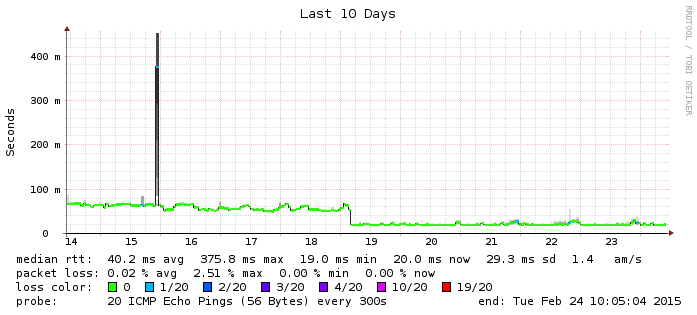 Last 10 Days
RRDTOOL / TOBI OETIKER
Seconds
400 m
300 m
200 m
100 m
0
14 15 16 17 18 19 20 21 22 23
median rtt: 40.2 ms avg 375.8 ms max 19.0 ms min 20.0 ms now 29.3 ms sd 1.4 am/s
packet loss: 0.02 % avg 2.51 % max 0.00 % min 0.00 % now
loss color: 0 1/20 2/20 3/20 4/20 10/20 19/20
probe: 20 ICMP Echo Pings (56 Bytes) every 300s end: Tue Feb 24 10:05:04 2015